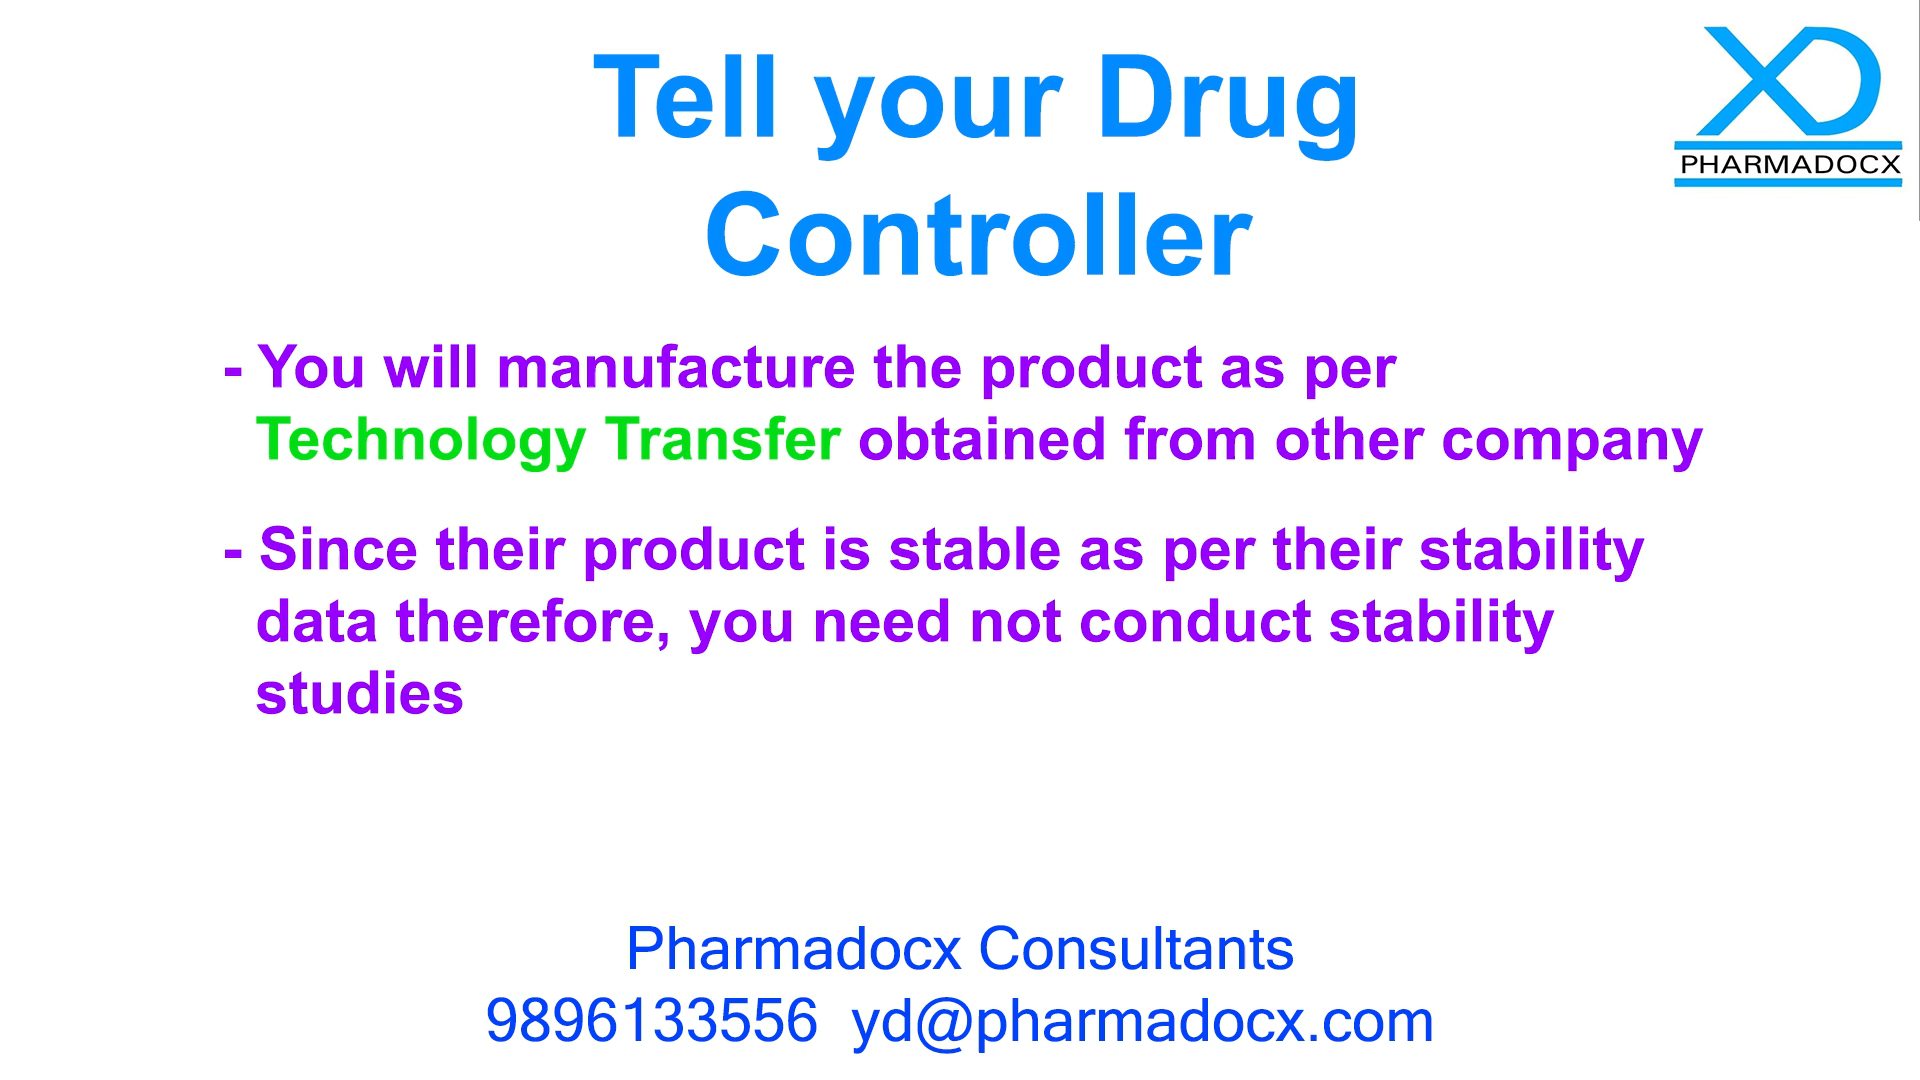 Tell your Drug
Controller
XD
PHARMADOCX
- You will manufacture the product as per
Technology Transfer obtained from other company
- Since their product is stable as per their stability
data therefore, you need not conduct stability
studies
Pharmadocx Consultants
9896133556 yd@pharmadocx.com